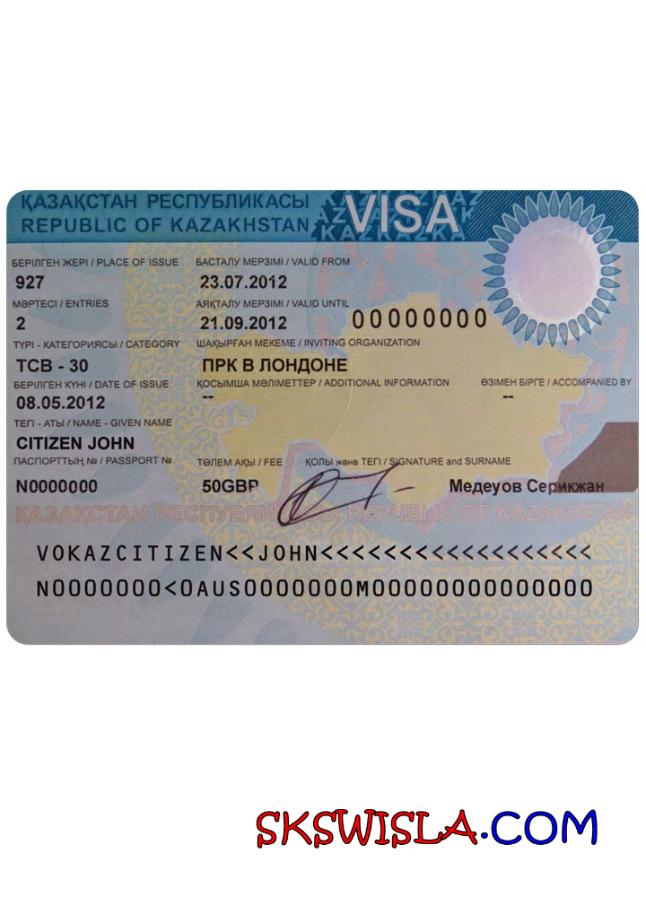 ҚАЗАҚСТАН РЕСПУБЛИКАСЫ
REPUBLIC OF KAZAKHSTAN
VISA
БЕРІЛГЕН ЖЕРІ / PLACE OF ISSUE БАСТАЛУ МЕРЗІМІ / VALID FROM
927 23.07.2012
МӘРТЕСІ / ENTRIES АЯҚТАЛУ МЕРЗІМІ / VALID UNTIL
2 21.09.2012 00000000
ТҮРІ - КАТЕГОРИЯСЫ / CATEGORY ШАҚЫРҒАН МЕКЕМЕ / INVITING ORGANIZATION
ТСВ - 30 ПРК В ЛОНДОНЕ
БЕРІЛГЕН КҮНІ / DATE OF ISSUE ҚОСЫМША МӘЛІМЕТТЕР / ADDITIONAL INFORMATION ӨЗІМЕН БІРГЕ / ACCOMPANIED BY
08.05.2012 -- --
ТЕГІ - АТЫ / NAME - GIVEN NAME
CITIZEN JOHN
ПАСПОРТТЫҢ № / PASSPORT № ТӨЛЕМ АҚЫ / FEE ҚОЛЫ және ТЕГІ / SIGNATURE and SURNAME
N0000000 50GBP Медеуов Серикжан
ҚАЗАҚСТАН РЕСПУБЛИКАСЫ REPUBLIC OF KAZAKHSTAN
VOKAZCITIZEN<<JOHN<<<<<<<<<<<<<<<<<<
N0000000<0AUS0000000M000000000000000
SKSWISLA.COM